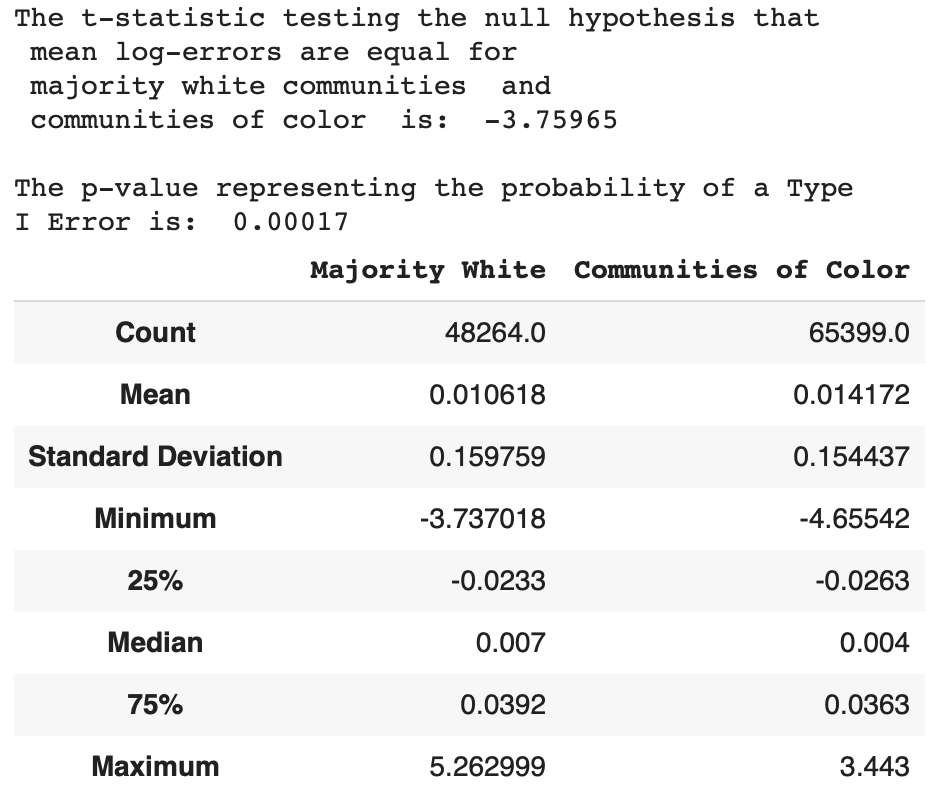 The t-statistic testing the null hypothesis that
mean log-errors are equal for
majority white communities  and
communities of color  is:  -3.75965
The p-value representing the probability of a Type
I Error is:  0.00017
Majority White Communities of Color
Count 48264.0 65399.0
Mean 0.010618 0.014172
Standard Deviation 0.159759 0.154437
Minimum -3.737018 -4.65542
25% -0.0233 -0.0263
Median 0.007 0.004
75% 0.0392 0.0363
Maximum 5.262999 3.443